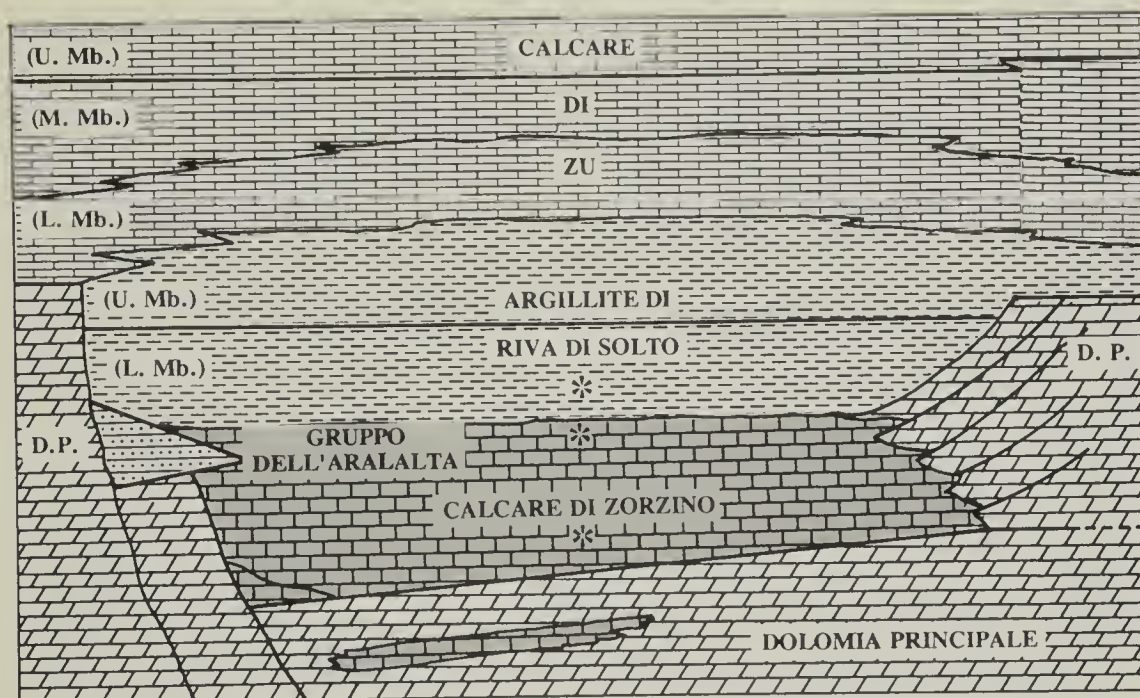 (U. Mb.)
CALCARE
(M. Mb.)
DI
ZU
(L. Mb.)
(U. Mb.)
ARGILLITE DI
RIVA DI SOLTO
(L. Mb.)
D. P.
*
D.P.
GRUPPO
DELL'ARALALTA
*
CALCARE DI ZORZINO
*
DOLOMIA PRINCIPALE